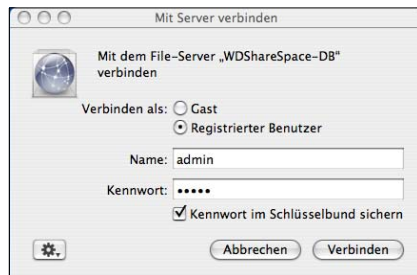 Mit Server verbinden
Mit dem File-Server „WDShareSpace-DB“
verbinden
Verbinden als: Gast
Registrierter Benutzer
Name: admin
Kennwort: •••••
Kennwort im Schlüsselbund sichern
Abbrechen Verbinden